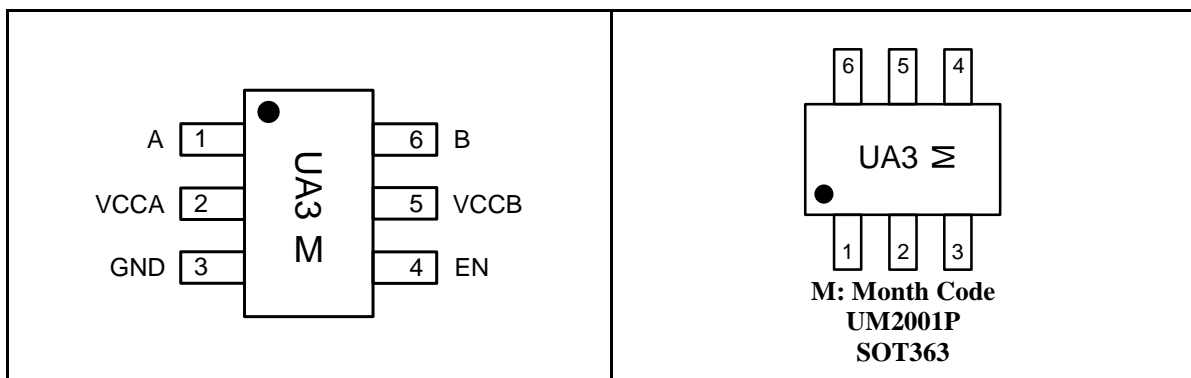 A 1 6 B
VCCA 2 5 VCCB
GND 3 4 EN
UA3 M
6 5 4
UA3 M
1 2 3
M: Month Code
UM2001P
SOT363